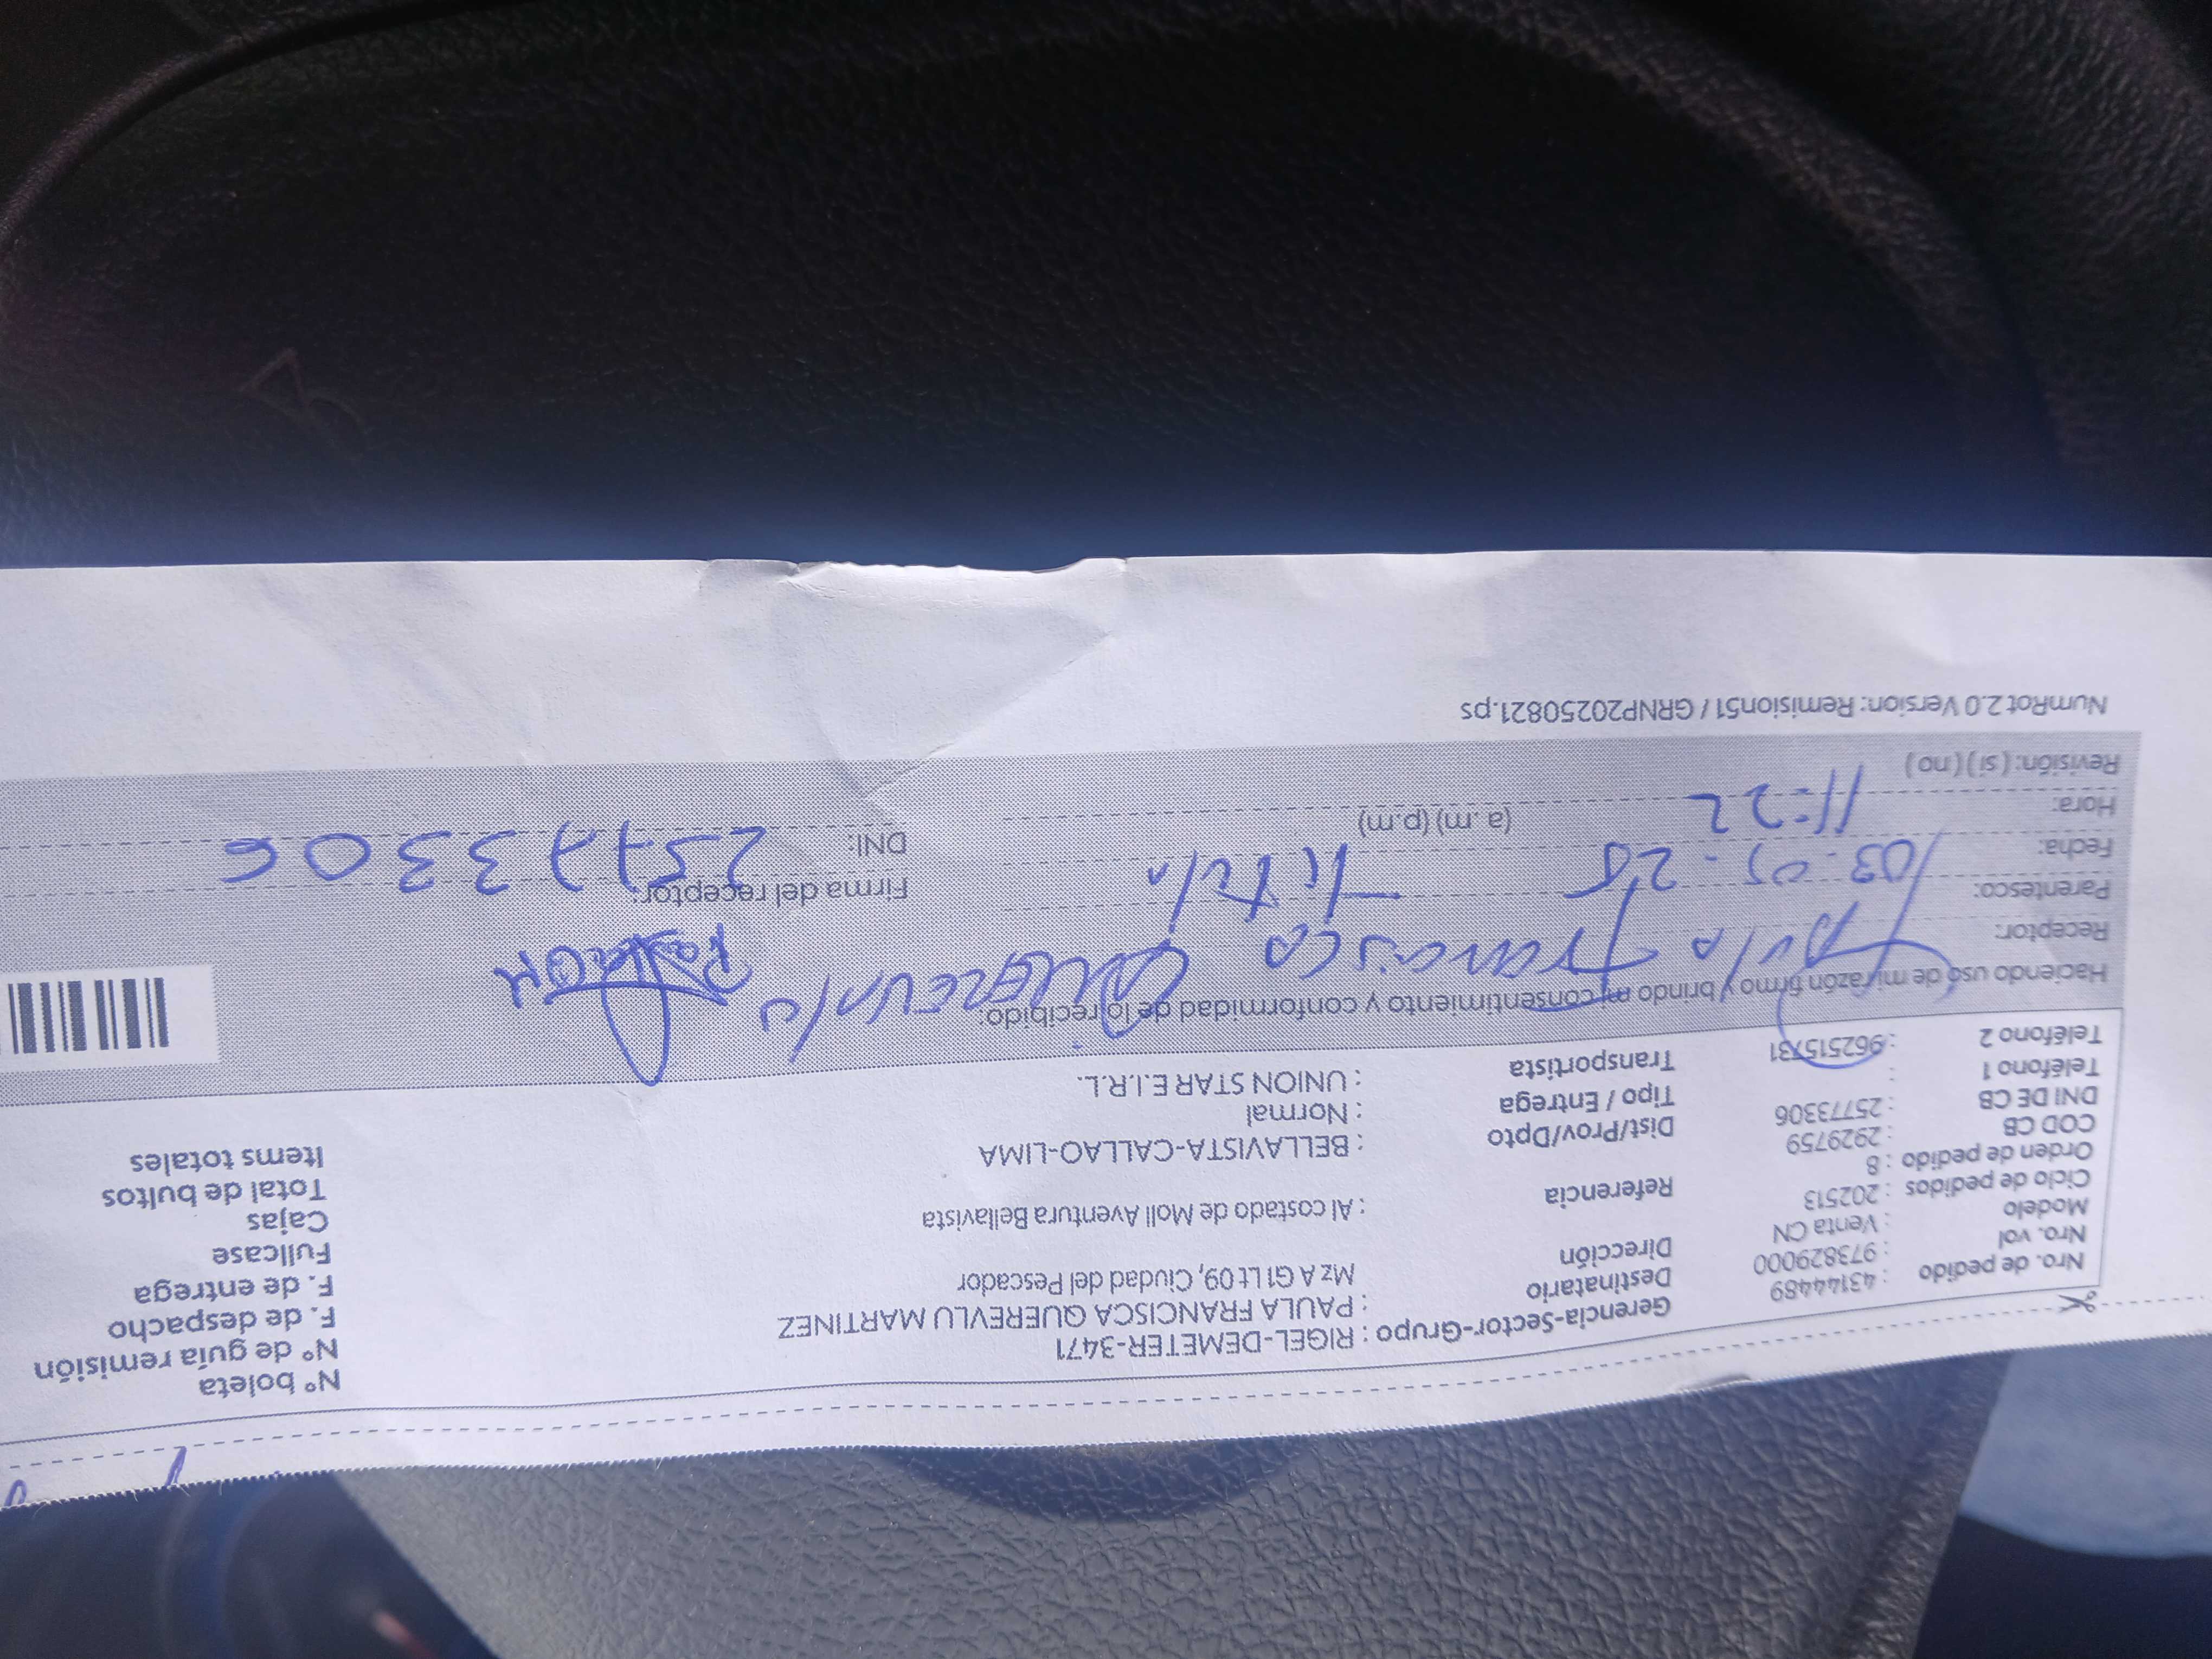 Gerencia-Sector-Grupo : RIGEL-DEMETER-3471
Nro. de pedido : 43144489
Destinatario : PAULA FRANCISCA QUEREVLU MARTINEZ
Nro. vol : 973829000
Dirección Mz A G1 Lt 09, Ciudad del Pescador
Modelo : Venta CN
Ciclo de pedidos : 202513
Referencia : Al costado de Moll Aventura Bellavista
Orden de pedido : 8
COD CB : 2929759
Dist/Prov/Dpto : BELLAVISTA-CALLAO-LIMA
DNI DE CB : 25773306
Tipo / Entrega : Normal
Teléfono 1 :
Transportista : UNION STAR E.I.R.L.
Teléfono 2 : 962515731
N° boleta
N° de guía remisión
F. de despacho
F. de entrega
Fullcase
Cajas
Total de bultos
Items totales
Haciendo uso de mi razón firmo y brindo mi consentimiento y conformidad de lo recibido:
Receptor: Paula Francisca
Parentesco: Titular
Firma del receptor:
Fecha: 03-09-25
DNI: 25773306
Hora: 11:22 (a.m) (p.m)
Revisión: ( si ) ( no )
NumRot 2.0 Version: Remision51 / GRNP20250821.ps